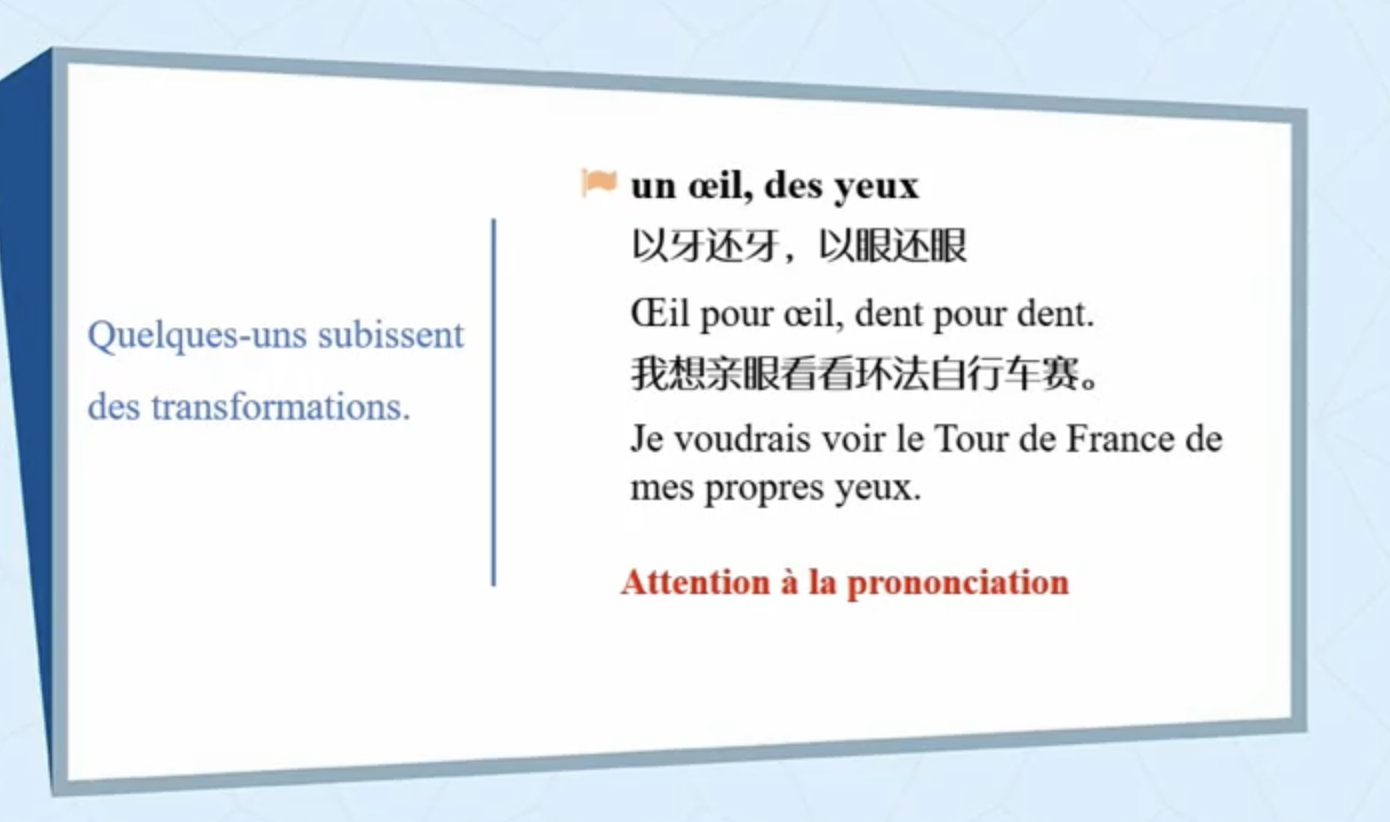 Quelques-uns subissent
des transformations.
un œil, des yeux
以牙还牙，以眼还眼
Œil pour œil, dent pour dent.
我想亲眼看看环法自行车赛。
Je voudrais voir le Tour de France de
mes propres yeux.
Attention à la prononciation